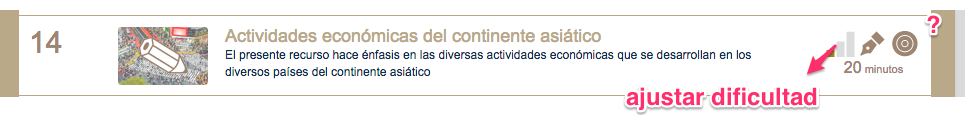 14
Actividades económicas del continente asiático
El presente recurso hace énfasis en las diversas actividades económicas que se desarrollan en los
diversos países del continente asiático
?
20 minutos
ajustar dificultad